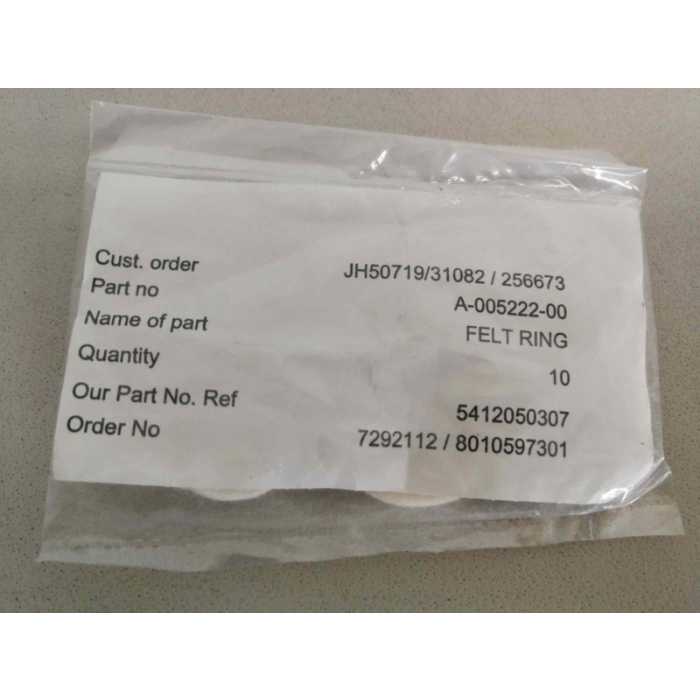 Cust. order JH50719/31082 / 256673
Part no A-005222-00
Name of part FELT RING
Quantity 10
Our Part No. Ref 5412050307
Order No 7292112 / 8010597301